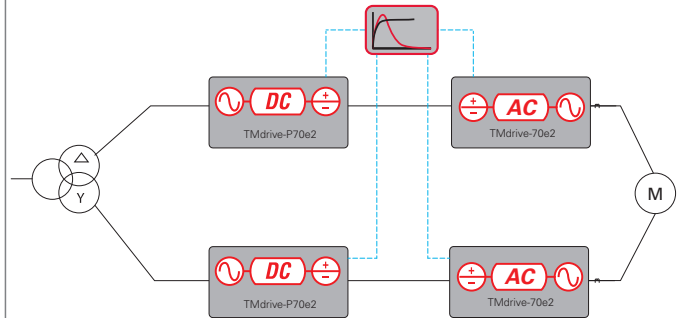 DC
+
−
TMdrive-P70e2
+
−
AC
TMdrive-70e2
△
Y
M
DC
+
−
TMdrive-P70e2
+
−
AC
TMdrive-70e2